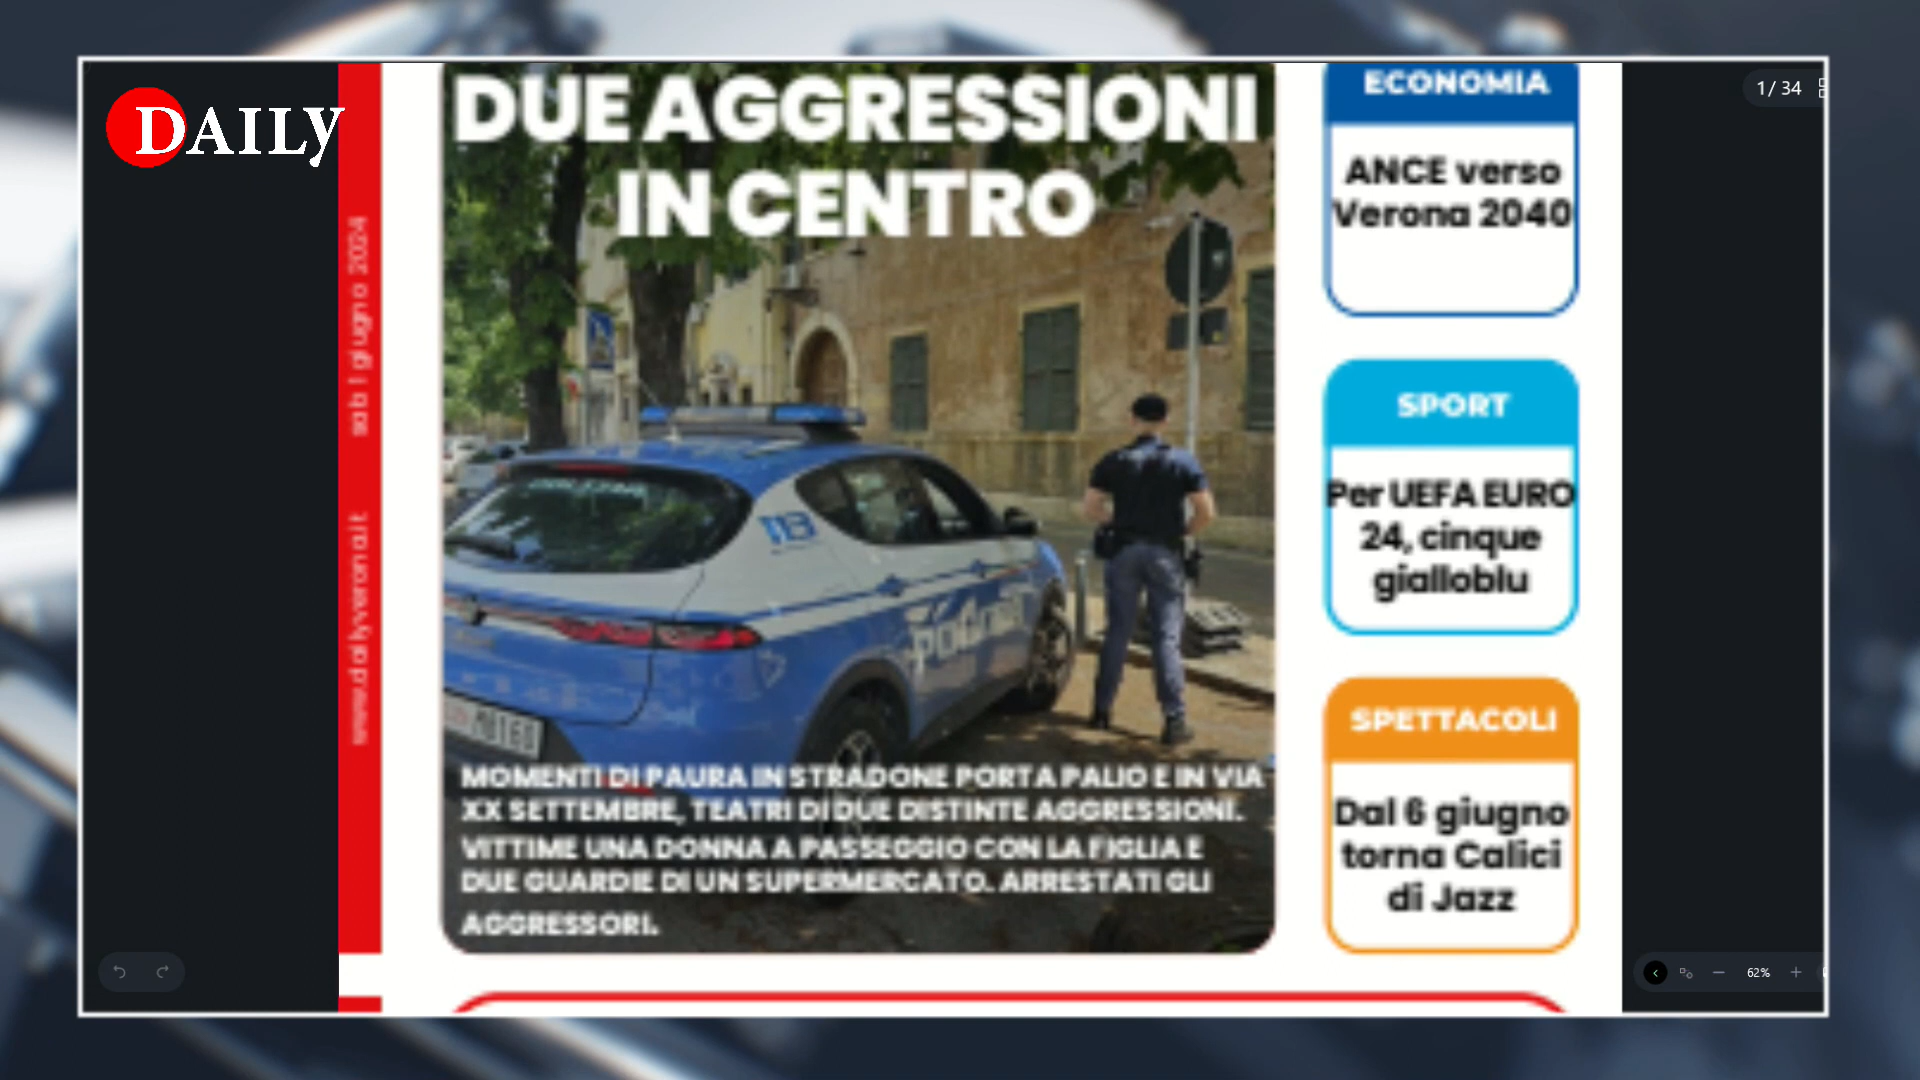 DAILY
1/ 34
sab 1 giugno 2024
www.dailyverona.it
DUE AGGRESSIONI
IN CENTRO
113
POLIZIA
MOMENTI DI PAURA IN STRADONE PORTA PALIO E IN VIA
XX SETTEMBRE, TEATRI DI DUE DISTINTE AGGRESSIONI.
VITTIME UNA DONNA A PASSEGGIO CON LA FIGLIA E
DUE GUARDIE DI UN SUPERMERCATO. ARRESTATI GLI
AGGRESSORI.
ECONOMIA
ANCE verso
Verona 2040
SPORT
Per UEFA EURO
24, cinque
gialloblu
SPETTACOLI
Dal 6 giugno
torna Calici
di Jazz
62%